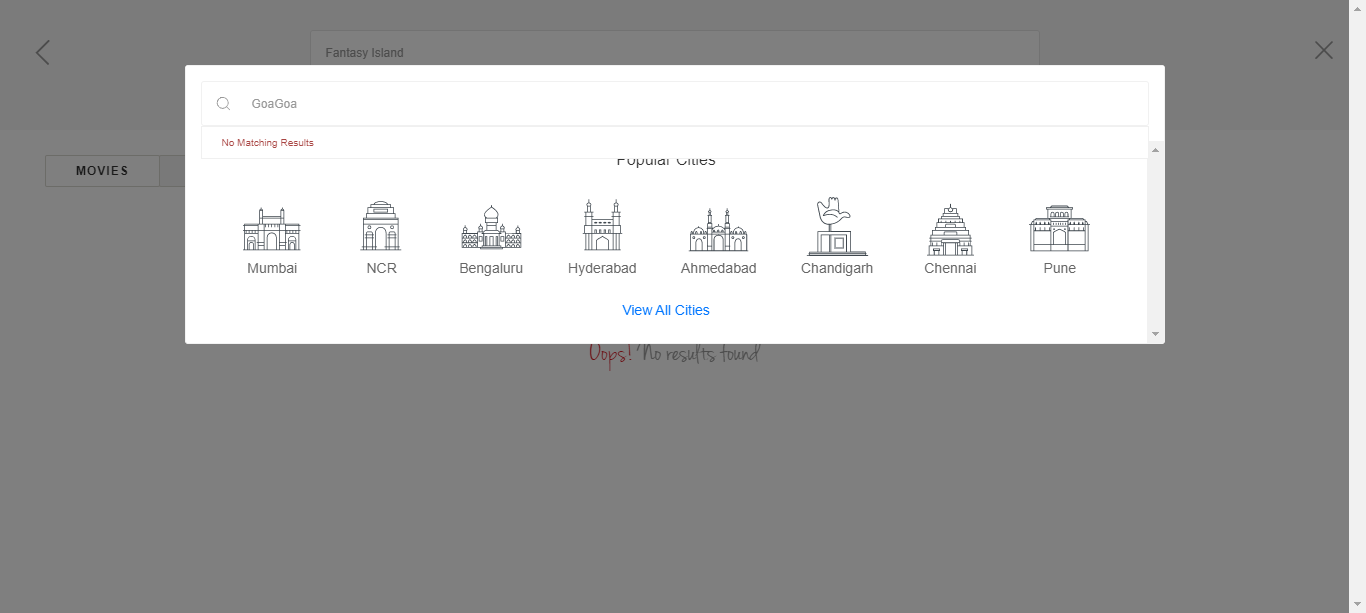 Fantasy Island
GoaGoa
No Matching Results
MOVIES
Popular Cities
Mumbai
NCR
Bengaluru
Hyderabad
Ahmedabad
Chandigarh
Chennai
Pune
View All Cities
Oops! No results found